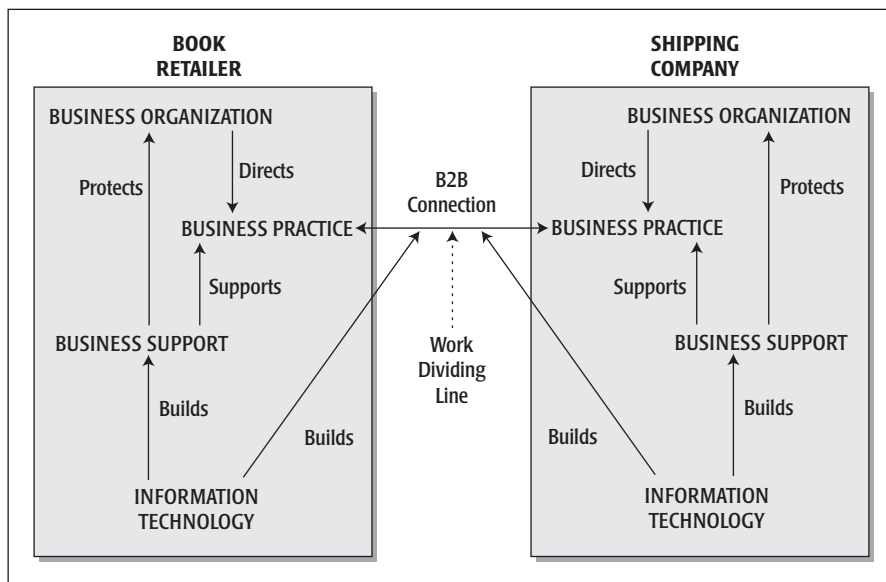 BOOK
RETAILER
SHIPPING
COMPANY
BUSINESS ORGANIZATION
BUSINESS ORGANIZATION
Protects
Directs
B2B
Connection
Directs
Protects
BUSINESS PRACTICE
BUSINESS PRACTICE
Supports
Supports
BUSINESS SUPPORT
Work
Dividing
Line
BUSINESS SUPPORT
Builds
Builds
Builds
Builds
INFORMATION
TECHNOLOGY
INFORMATION
TECHNOLOGY